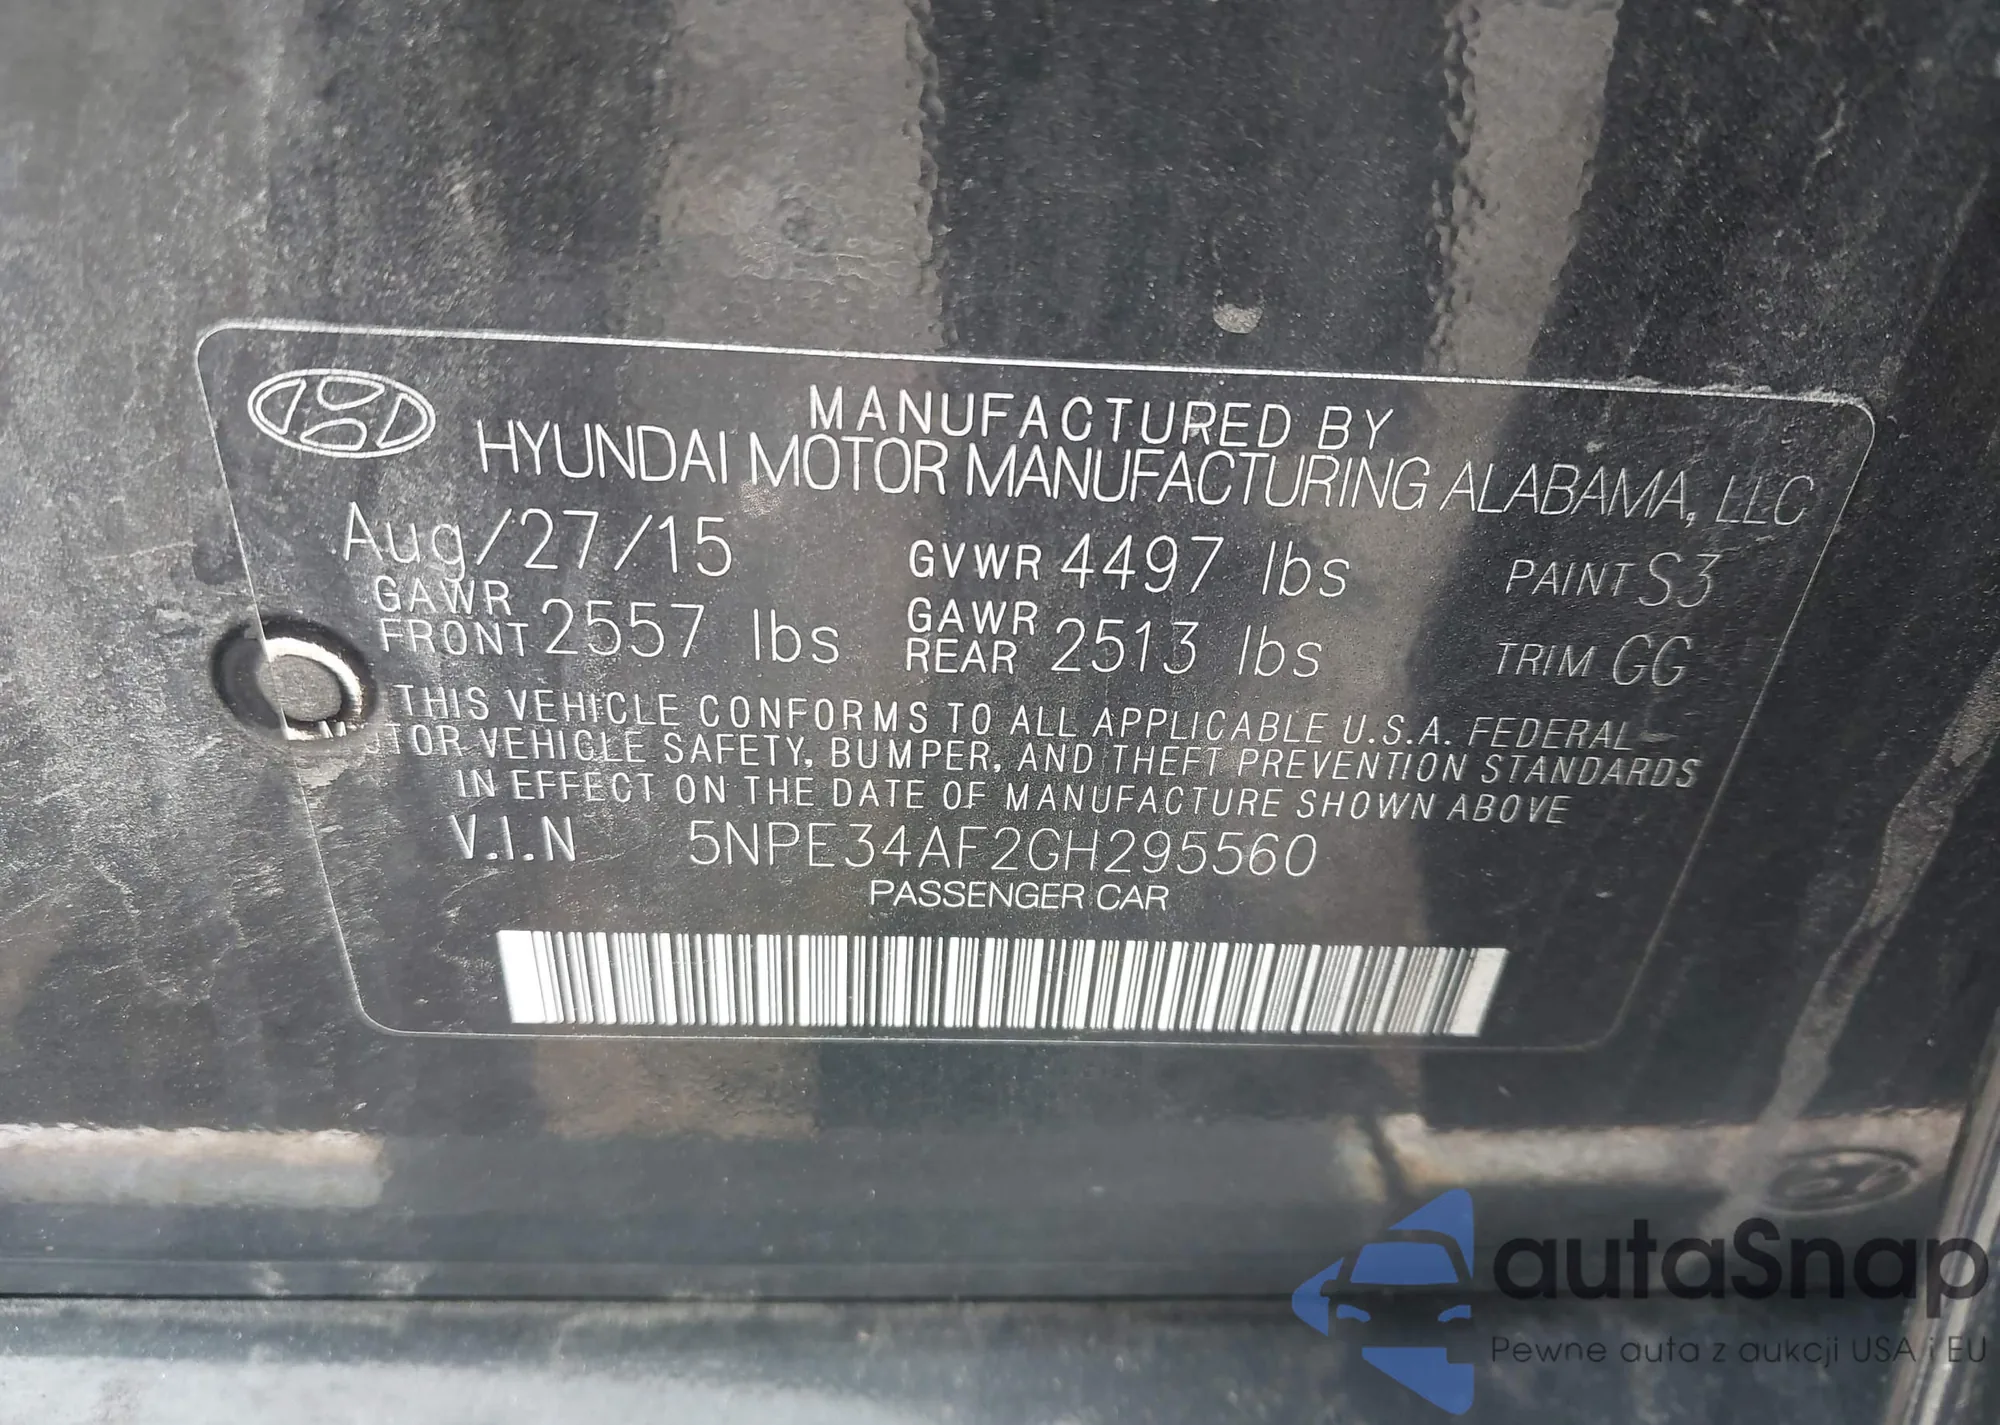 MANUFACTURED BY
HYUNDAI MOTOR MANUFACTURING ALABAMA, LLC
Aug/27/15 GVWR 4497 lbs PAINT S3
GAWR FRONT 2557 lbs GAWR REAR 2513 lbs TRIM GG
THIS VEHICLE CONFORMS TO ALL APPLICABLE U.S.A. FEDERAL
MOTOR VEHICLE SAFETY, BUMPER, AND THEFT PREVENTION STANDARDS
IN EFFECT ON THE DATE OF MANUFACTURE SHOWN ABOVE
V.I.N 5NPE34AF2GH295560
PASSENGER CAR
autaSnap
Pewne auta z aukcji USA i EU